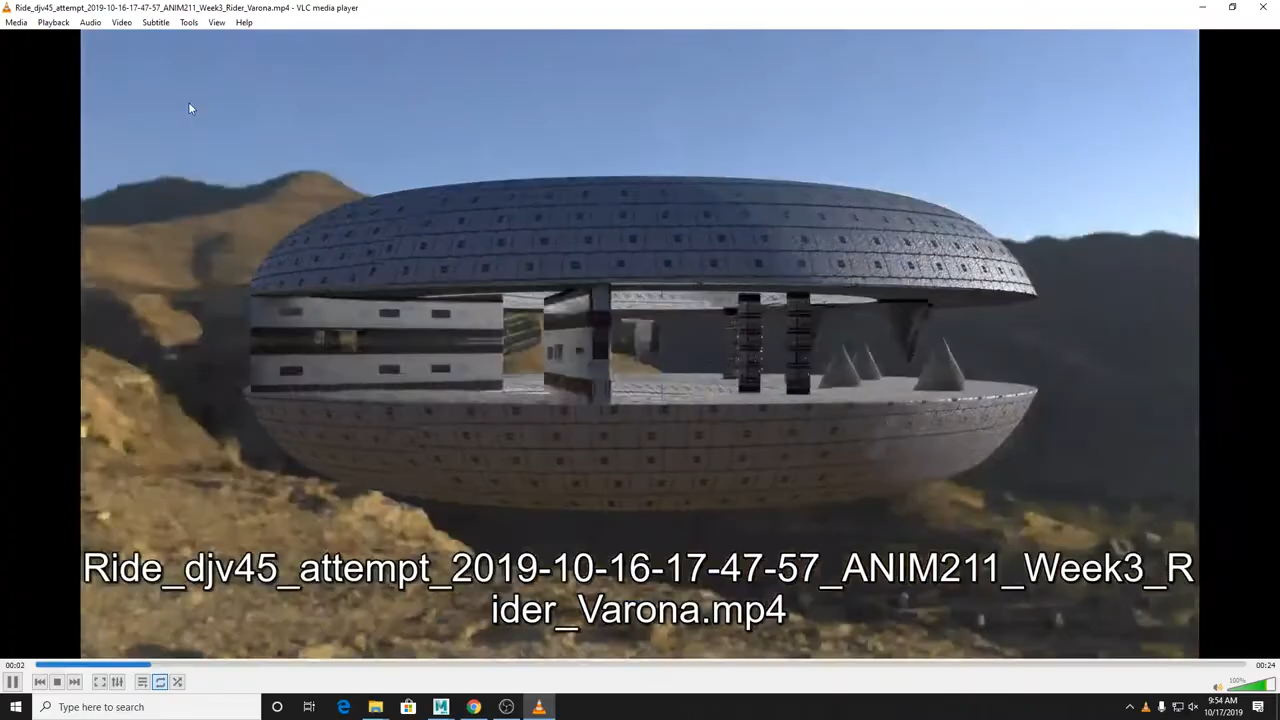 Ride_djv45_attempt_2019-10-16-17-47-57_ANIM211_Week3_Rider_Varona.mp4 - VLC media player
Media Playback Audio Video Subtitle Tools View Help
Ride_djv45_attempt_2019-10-16-17-47-57_ANIM211_Week3_R
ider_Varona.mp4
00:02 00:24
100%
Type here to search
9:54 AM
10/17/2019